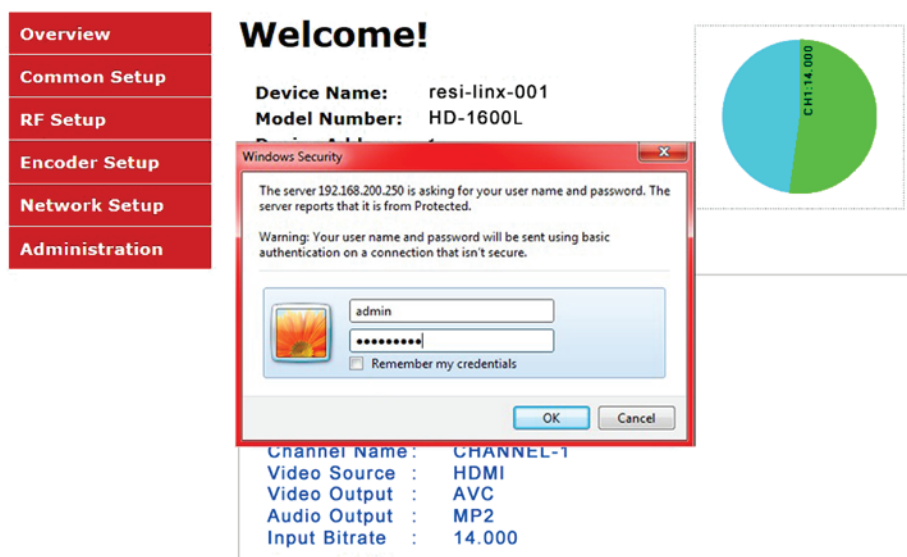 Overview
Common Setup
RF Setup
Encoder Setup
Network Setup
Administration
Welcome!
Device Name: resi-linx-001
Model Number: HD-1600L
CH1:14.000
Windows Security
The server 192.168.200.250 is asking for your user name and password. The
server reports that it is from Protected.
Warning: Your user name and password will be sent using basic
authentication on a connection that isn't secure.
admin
•••••••••
Remember my credentials
OK
Cancel
Channel Name: CHANNEL-1
Video Source : HDMI
Video Output : AVC
Audio Output : MP2
Input Bitrate : 14.000